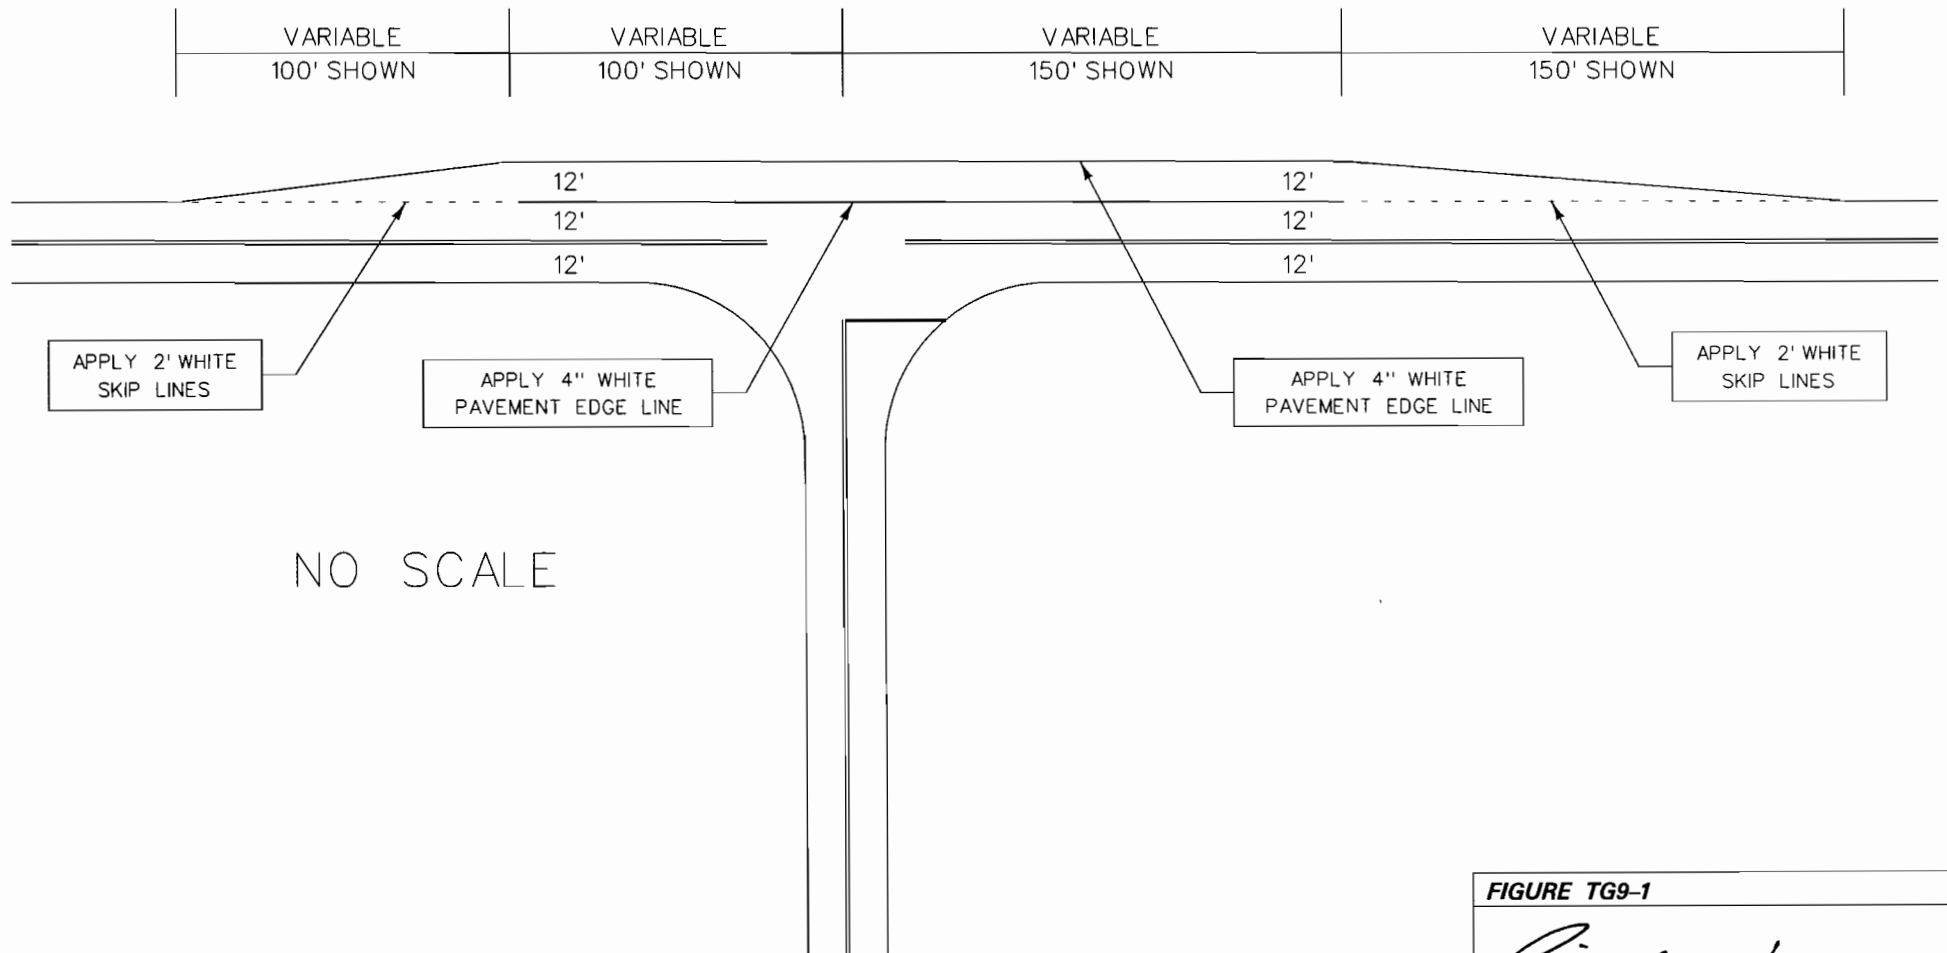 VARIABLE
100' SHOWN
VARIABLE
100' SHOWN
VARIABLE
150' SHOWN
VARIABLE
150' SHOWN
12'
12'
12'
12'
12'
12'
APPLY 2' WHITE
SKIP LINES
APPLY 4" WHITE
PAVEMENT EDGE LINE
APPLY 4" WHITE
PAVEMENT EDGE LINE
APPLY 2' WHITE
SKIP LINES
NO SCALE
FIGURE TG9-1